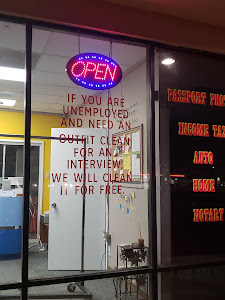 OPEN
IF YOU ARE
UNEMPLOYED
AND NEED AN
OUTFIT CLEAN
FOR AN
INTERVIEW,
WE WILL CLEAN
IT FOR FREE.
PASSPORT PHO
INCOME TAX
AUTO
HOME
NOTARY